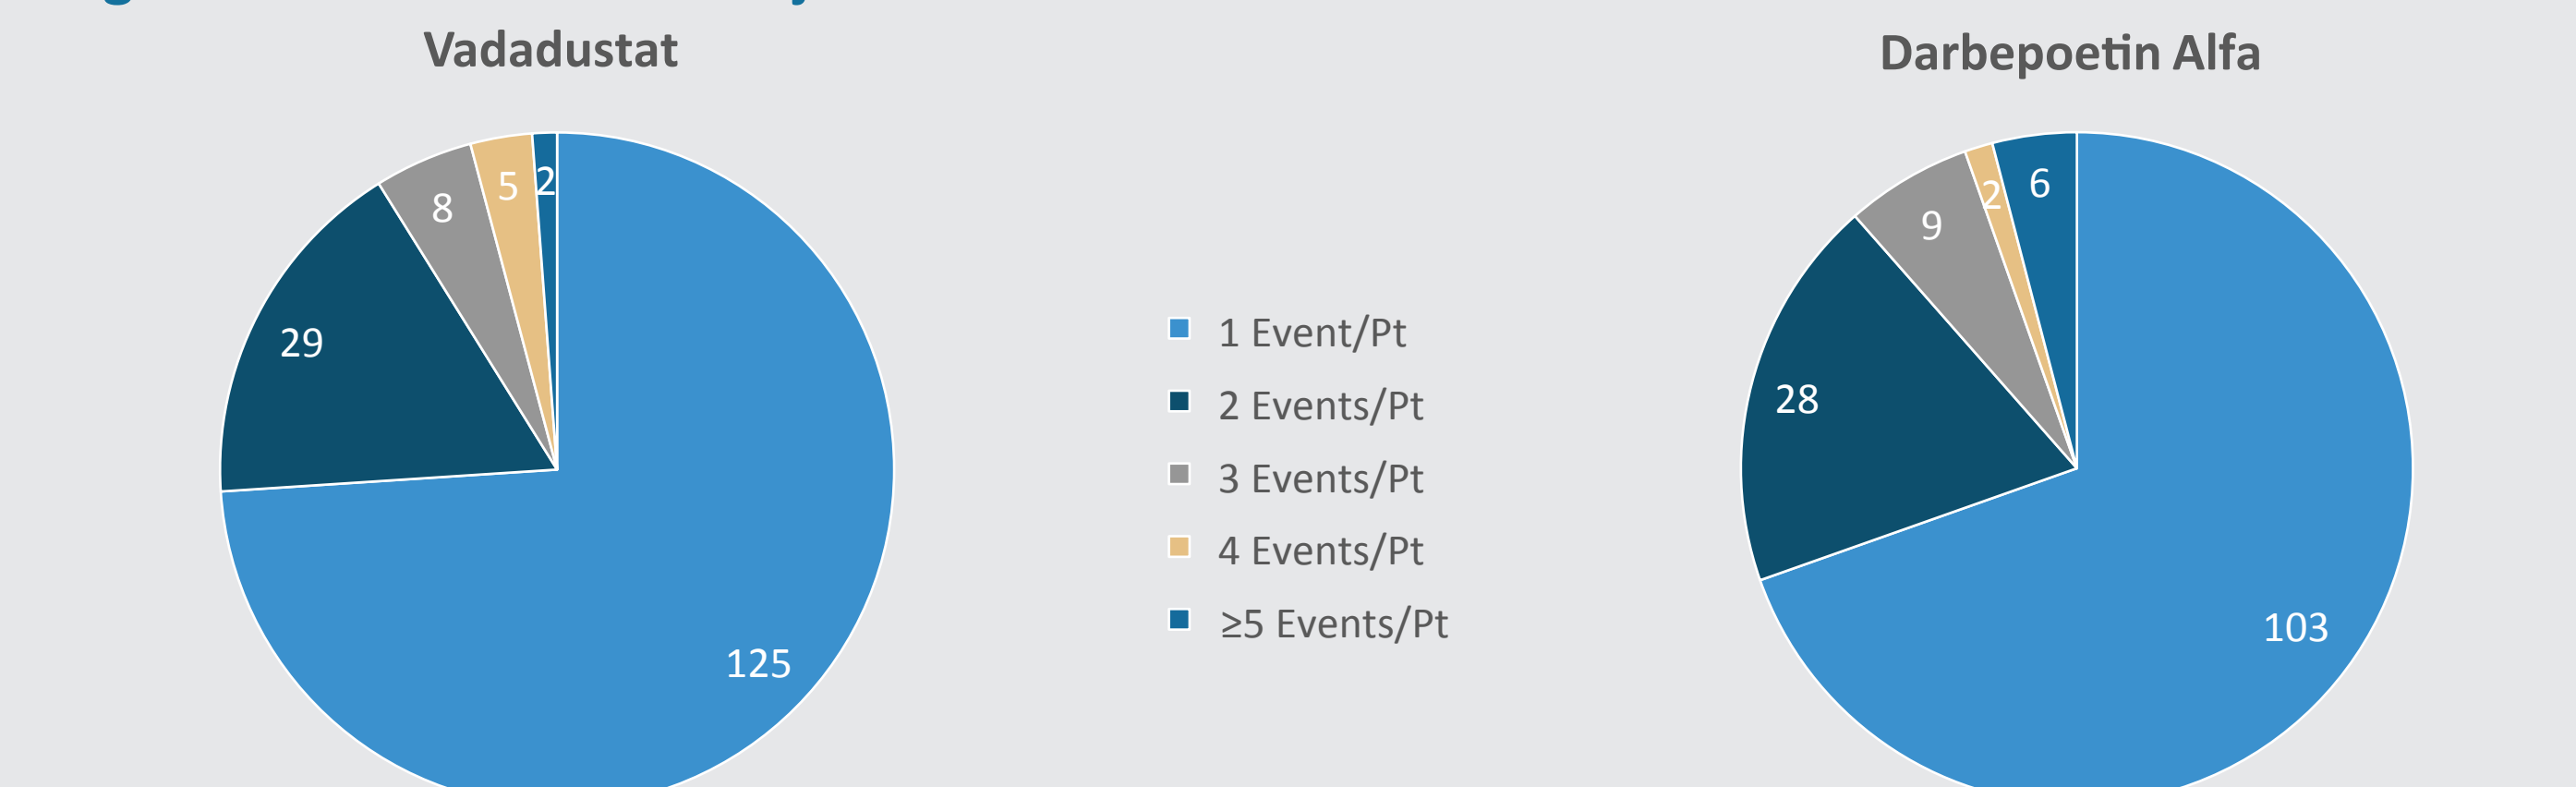 Vadadustat
2
5
8
29
125
1 Event/Pt
2 Events/Pt
3 Events/Pt
4 Events/Pt
≥5 Events/Pt
Darbepoetin Alfa
6
2
9
28
103